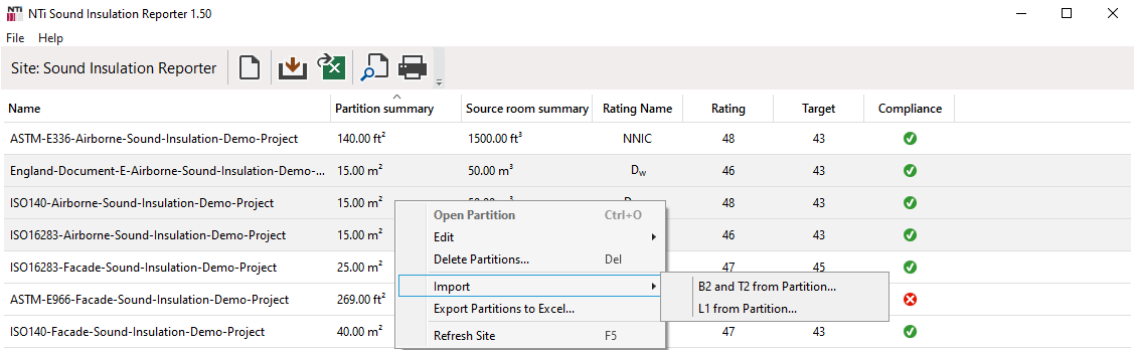 NTi Sound Insulation Reporter 1.50
File Help
Site: Sound Insulation Reporter
Name Partition summary Source room summary Rating Name Rating Target Compliance
ASTM-E336-Airborne-Sound-Insulation-Demo-Project 140.00 ft² 1500.00 ft³ NNIC 48 43
England-Document-E-Airborne-Sound-Insulation-Demo-... 15.00 m² 50.00 m³ Dw 46 43
ISO140-Airborne-Sound-Insulation-Demo-Project 15.00 m² 48 43
ISO16283-Airborne-Sound-Insulation-Demo-Project 15.00 m² 46 43
ISO16283-Facade-Sound-Insulation-Demo-Project 25.00 m² 47 45
ASTM-E966-Facade-Sound-Insulation-Demo-Project 269.00 ft²
ISO140-Facade-Sound-Insulation-Demo-Project 40.00 m² 47 43
Open Partition Ctrl+O
Edit
Delete Partitions... Del
Import
Export Partitions to Excel...
Refresh Site F5
B2 and T2 from Partition...
L1 from Partition...